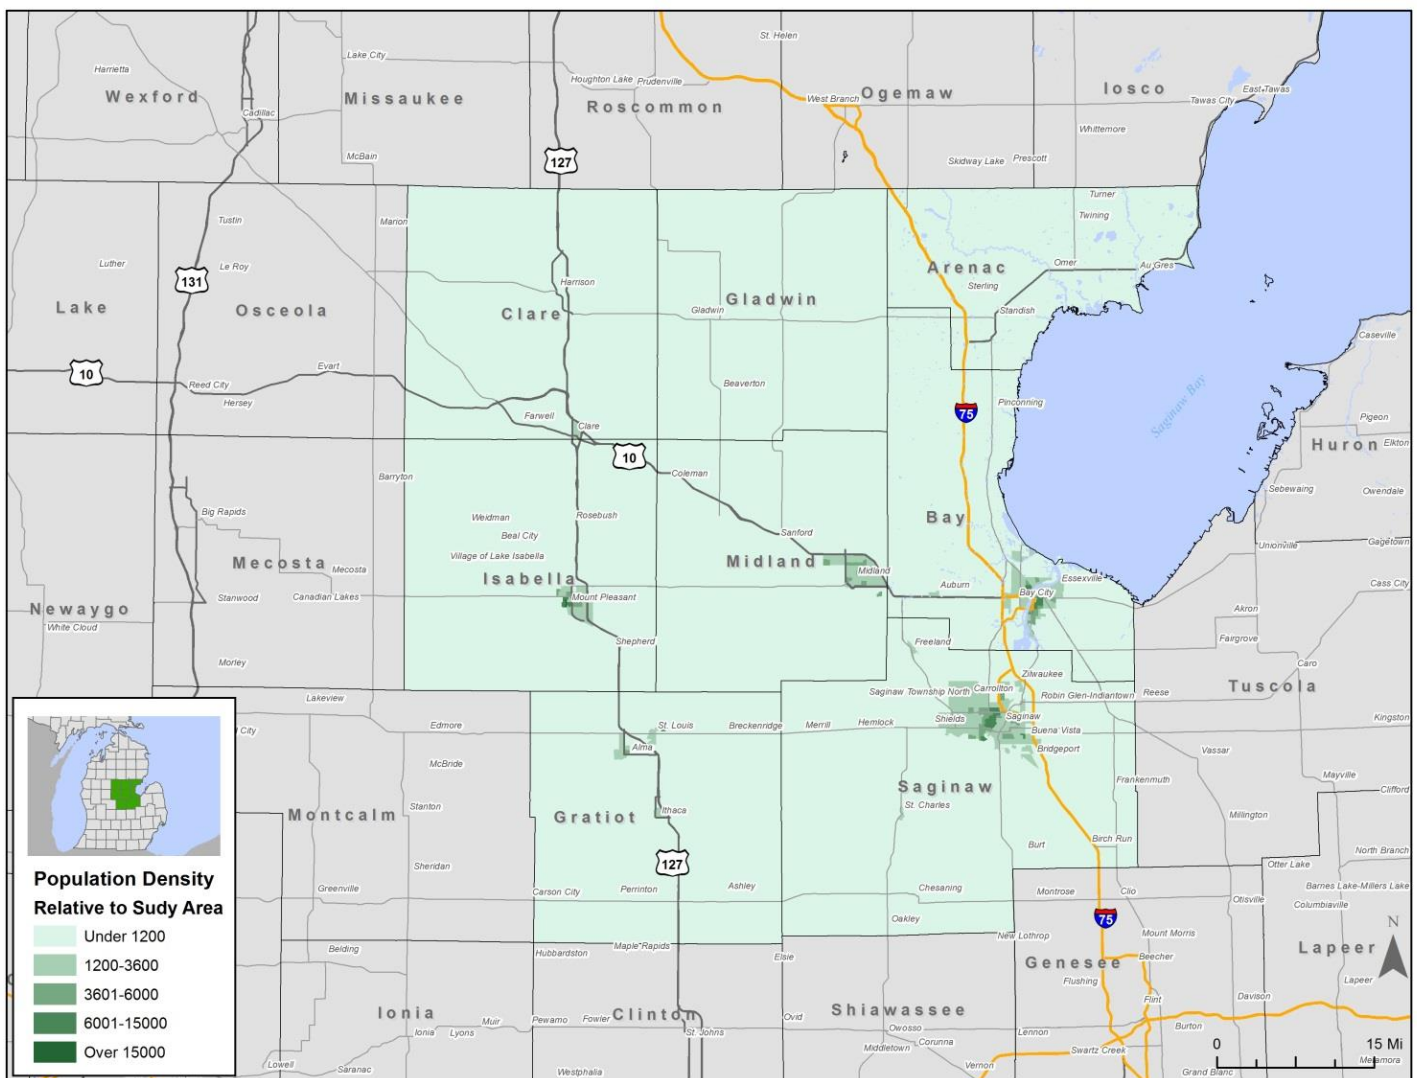 St. Helen
Lake City
Harrietta
Houghton Lake
Prudenville
Iosco
East Tawas
Wexford
Missaukee
Roscommon
West Branch
Ogemaw
Tawas City
Cadillac
Whittemore
McBain
127
Skidway Lake
Prescott
Turner
Tustin
Marion
Twining
Luther
Le Roy
Arenac
Omer
Au Gres
131
Harrison
Sterling
Lake
Osceola
Clare
Gladwin
Gladwin
Standish
Caseville
10
Evart
Reed City
Beaverton
Hersey
Pinconning
Saginaw Bay
Farwell
75
Pigeon
Clare
Huron
Elkton
10
Barryton
Coleman
Sebewaing
Owendale
Big Rapids
Weidman
Rosebush
Bay
Beal City
Sanford
Unionville
Gagetown
Village of Lake Isabella
Mecosta
Mecosta
Isabella
Midland
Midland
Auburn
Essexville
Cass City
Newaygo
Stanwood
Canadian Lakes
Mount Pleasant
Bay City
Akron
White Cloud
Shepherd
Freeland
Fairgrove
Morley
Zilwaukee
Caro
Lakeview
Saginaw Township North
Carrollton
Robin Glen-Indiantown
Reese
Tuscola
City
Edmore
St. Louis
Breckenridge
Merrill
Hemlock
Shields
Saginaw
Buena Vista
Kingston
Alma
Bridgeport
Vassar
McBride
Frankenmuth
Mayville
Saginaw
Clifford
Montcalm
Stanton
Gratiot
Ithaca
St. Charles
Millington
Burt
Birch Run
North Branch
Sheridan
127
Otter Lake
Greenville
Carson City
Perrinton
Ashley
Chesaning
Montrose
Clio
Otisville
Barnes Lake-Millers Lake
Columbiaville
Oakley
75
N
Belding
Hubbardston
Maple Rapids
Elsie
New Lothrop
Mount Morris
Lapeer
Genesee
Beecher
Flushing
Lapeer
Ionia
Clinton
Shiawassee
Flint
Davison
Ionia
Lyons
Muir
Pewamo
Fowler
St. Johns
Ovid
Owosso
Corunna
Lennon
Burton
Middletown
Swartz Creek
0
15 Mi
Lowell
Saranac
Westphalia
Vernon
Grand Blanc
Metamora
Population Density
Relative to Sudy Area
Under 1200
1200-3600
3601-6000
6001-15000
Over 15000